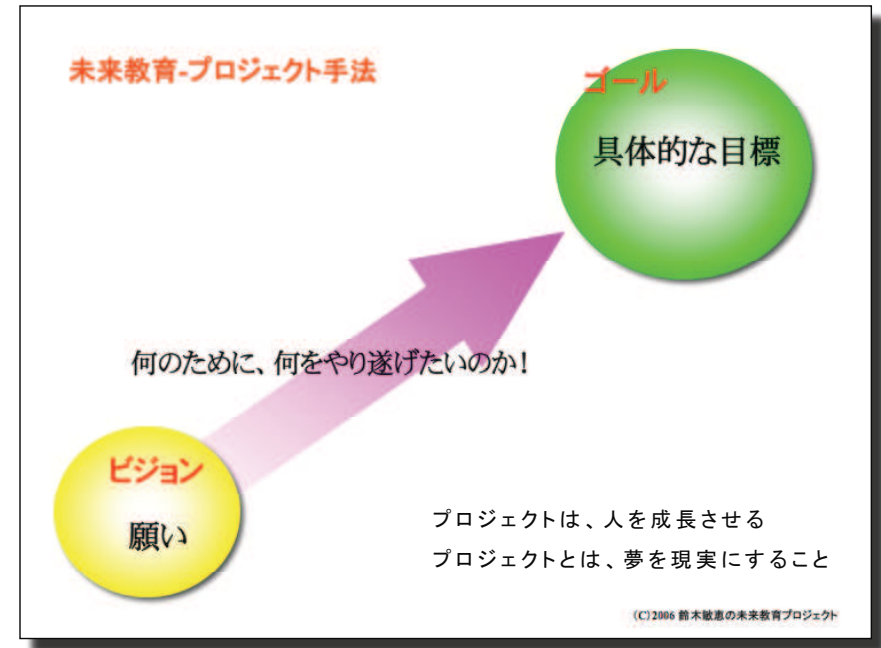 未来教育-プロジェクト手法
ゴール
具体的な目標
何のために、何をやり遂げたいのか!
ビジョン
願い
プロジェクトは、人を成長させる
プロジェクトとは、夢を現実にすること
(C)2006 鈴木敏恵の未来教育プロジェクト